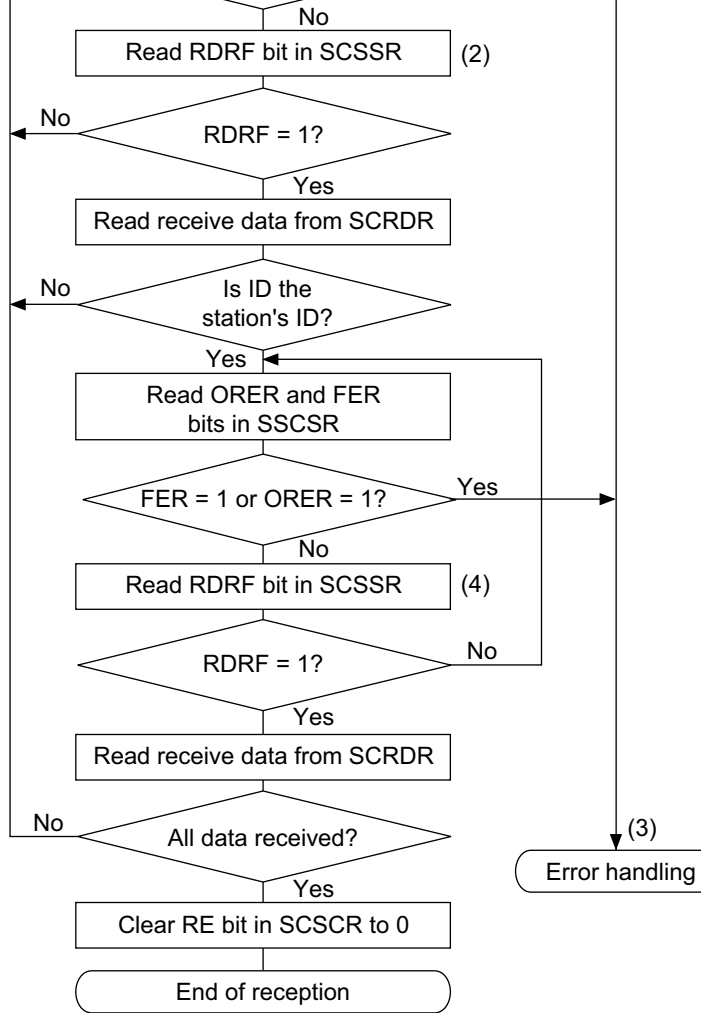 No
Read RDRF bit in SCSSR
(2)
No
RDRF = 1?
Yes
Read receive data from SCRDR
No
Is ID the
station's ID?
Yes
Read ORER and FER
bits in SSCSR
FER = 1 or ORER = 1?
Yes
No
Read RDRF bit in SCSSR
(4)
RDRF = 1?
No
Yes
Read receive data from SCRDR
No
All data received?
(3)
Error handling
Yes
Clear RE bit in SCSCR to 0
End of reception